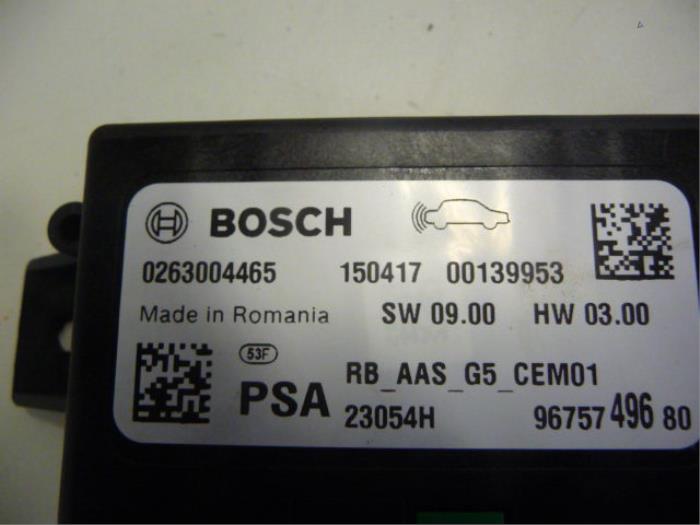 BOSCH
0263004465 150417 00139953
Made in Romania SW 09.00 HW 03.00
53F
RB_AAS_G5_CEM01
PSA 23054H 96757 496 80